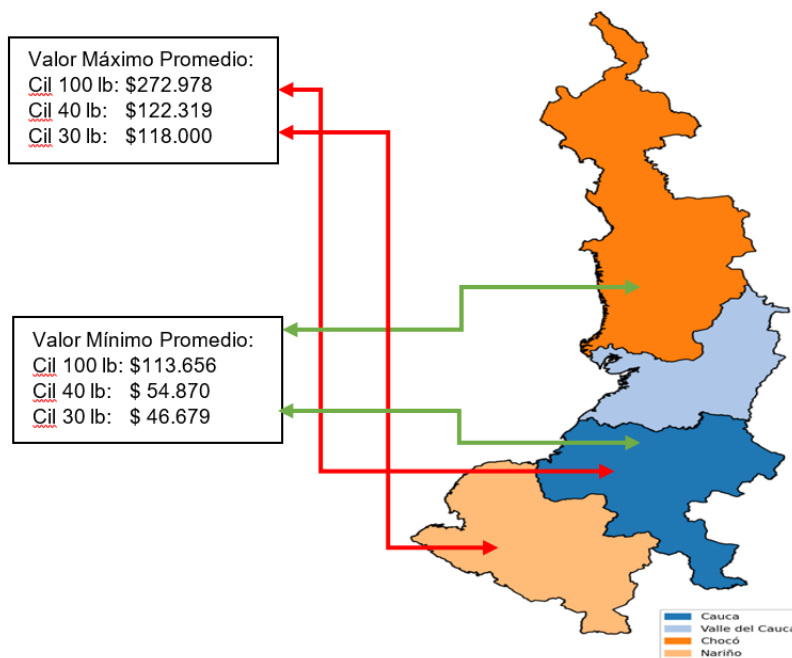 Valor Máximo Promedio:
Cil 100 lb: $272.978
Cil 40 lb: $122.319
Cil 30 lb: $118.000
Valor Mínimo Promedio:
Cil 100 lb: $113.656
Cil 40 lb: $ 54.870
Cil 30 lb: $ 46.679
Cauca
Valle del Cauca
Chocó
Nariño